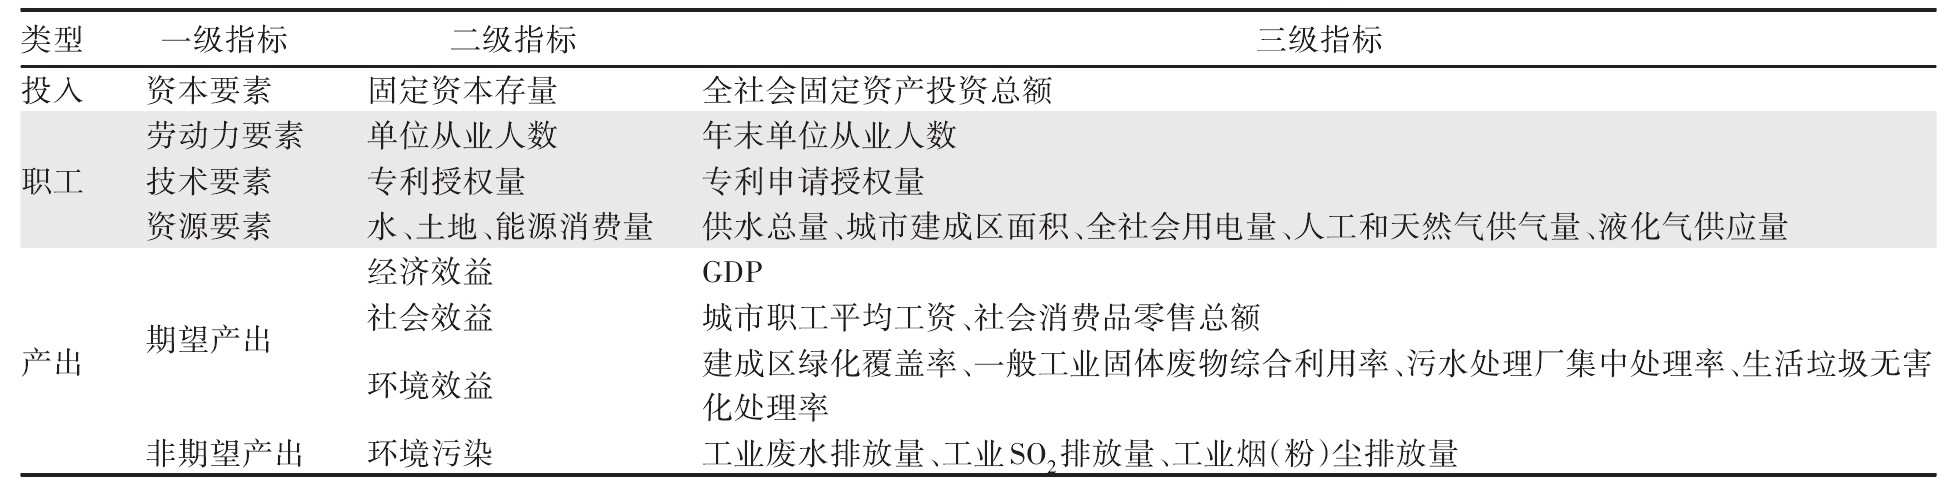 类型 一级指标 二级指标 三级指标
投入 资本要素 固定资本存量 全社会固定资产投资总额
劳动力要素 单位从业人数 年末单位从业人数
职工 技术要素 专利授权量 专利申请授权量
资源要素 水、土地、能源消费量 供水总量、城市建成区面积、全社会用电量、人工和天然气供气量、液化气供应量
经济效益 GDP
社会效益 城市职工平均工资、社会消费品零售总额
期望产出
产出
建成区绿化覆盖率、一般工业固体废物综合利用率、污水处理厂集中处理率、生活垃圾无害
环境效益
化处理率
非期望产出 环境污染 工业废水排放量、工业SO₂排放量、工业烟(粉)尘排放量